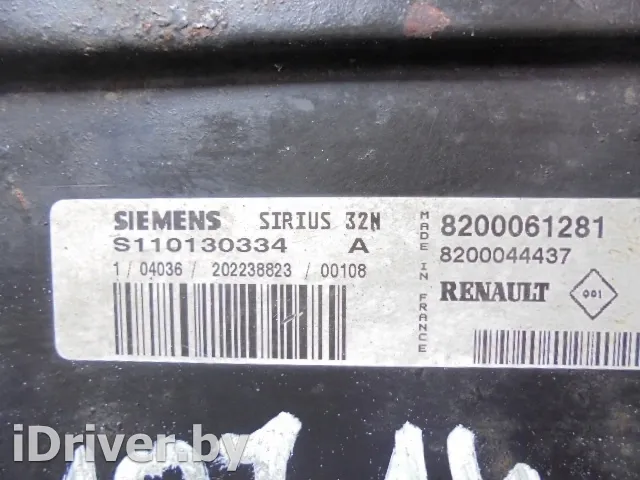 SIEMENS SIRIUS 32N
S110130334 A
1 / 04036 / 202238823 / 00108
MADE IN FRANCE
8200061281
8200044437
RENAULT 001
iDriver.by